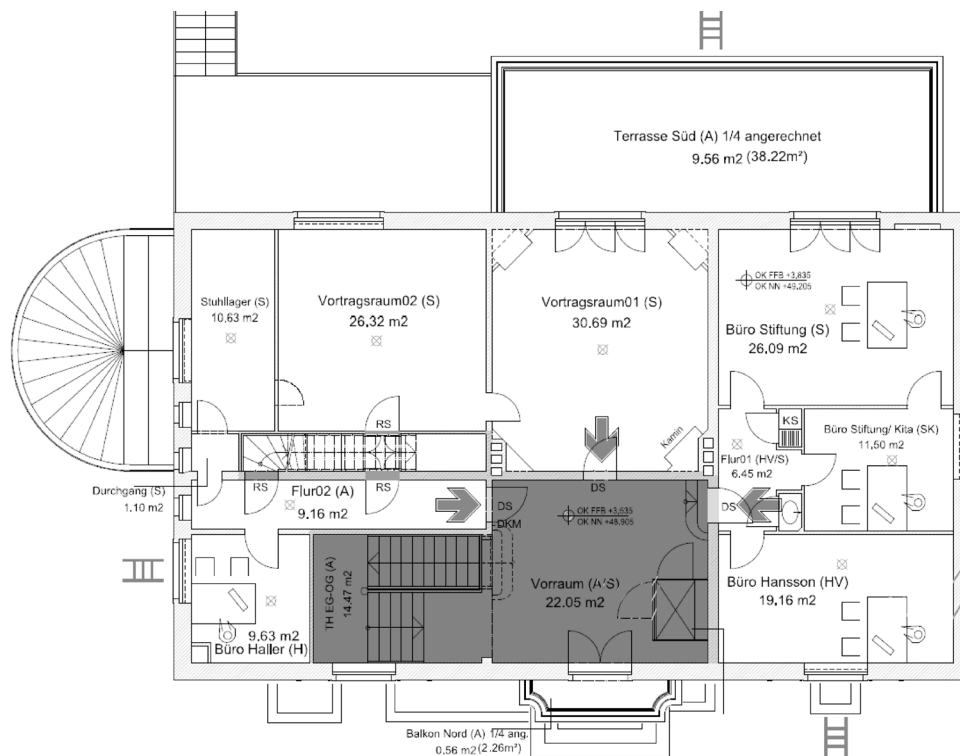 Terrasse Süd (A) 1/4 angerechnet
9.56 m2 (38.22m²)
Stuhllager (S)
10,63 m2
Vortragsraum02 (S)
26,32 m2
Vortragsraum01 (S)
30.69 m2
OK FFB +3,835
OK NN +49,205
Büro Stiftung (S)
26.09 m2
RS
KS
Kamin
Büro Stiftung/ Kita (SK)
11,50 m2
Flur01 (HV/S)
6.45 m2
Durchgang (S)
1.10 m2
RS
Flur02 (A)
9.16 m2
RS
DS
DS
DKM
DS
OK FFB +3,535
OK NN +48,905
TH EG-OG (A)
14.47 m2
Vorraum (A/S)
22.05 m2
Büro Hansson (HV)
19,16 m2
9.63 m2
Büro Haller (H)
Balkon Nord (A) 1/4 ang.
0,56 m2 (2.26m²)